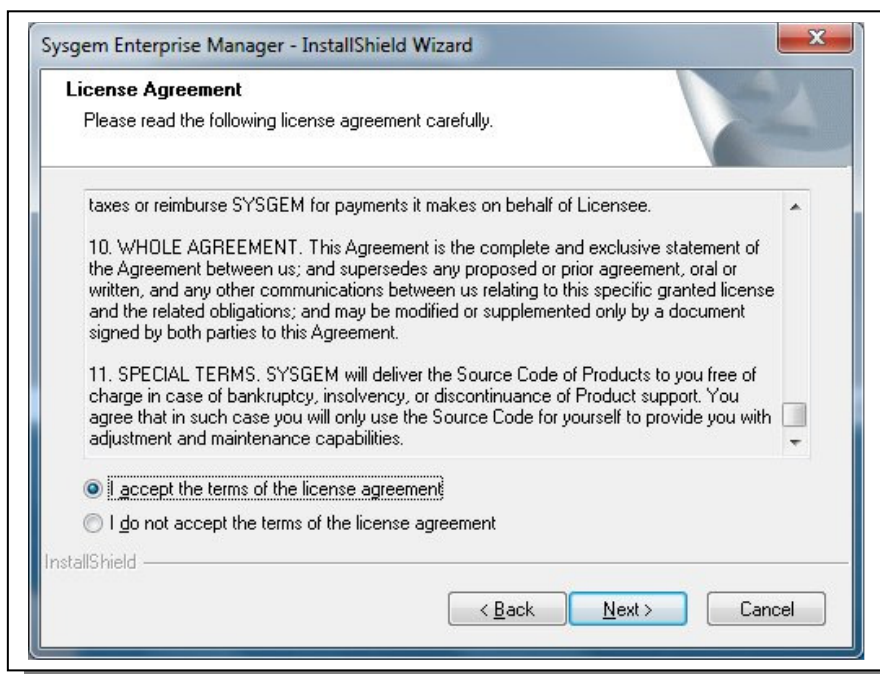 Sysgem Enterprise Manager - InstallShield Wizard
License Agreement
Please read the following license agreement carefully.
taxes or reimburse SYSGEM for payments it makes on behalf of Licensee.
10. WHOLE AGREEMENT. This Agreement is the complete and exclusive statement of
the Agreement between us; and supersedes any proposed or prior agreement, oral or
written, and any other communications between us relating to this specific granted license
and the related obligations; and may be modified or supplemented only by a document
signed by both parties to this Agreement.
11. SPECIAL TERMS. SYSGEM will deliver the Source Code of Products to you free of
charge in case of bankruptcy, insolvency, or discontinuance of Product support. You
agree that in such case you will only use the Source Code for yourself to provide you with
adjustment and maintenance capabilities.
I accept the terms of the license agreement
I do not accept the terms of the license agreement
InstallShield
< Back Next > Cancel